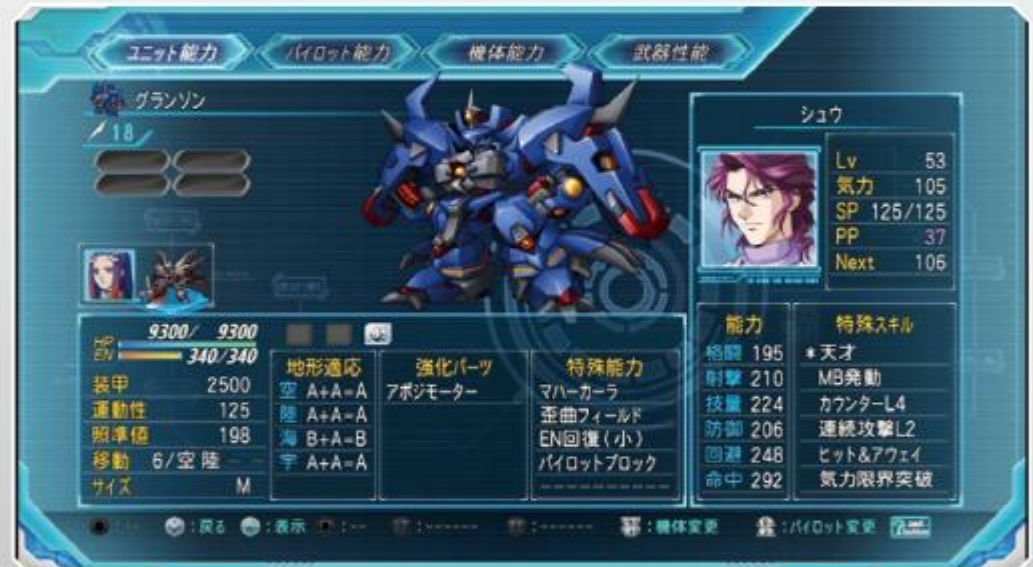 ユニット能力 パイロット能力 機体能力 武器性能
グランゾン
18
シュウ
Lv 53
気力 105
SP 125/125
PP 37
Next 106
HP 9300/ 9300
EN 340/340
装甲 2500
運動性 125
照準値 198
移動 6/空陸
サイズ M
地形適応
空 A+A=A
陸 A+A=A
海 B+A=B
宇 A+A=A
強化パーツ
アポジモーター
特殊能力
マハーカーラ
歪曲フィールド
EN回復(小)
パイロットブロック
能力
格闘 195
射撃 210
技量 224
防御 206
回避 248
命中 292
特殊スキル
*天才
MB発動
カウンターL4
連続攻撃L2
ヒット&アウェイ
気力限界突破
:-- :戻る :表示 :-- :------ :------ :機体変更 :パイロット変更